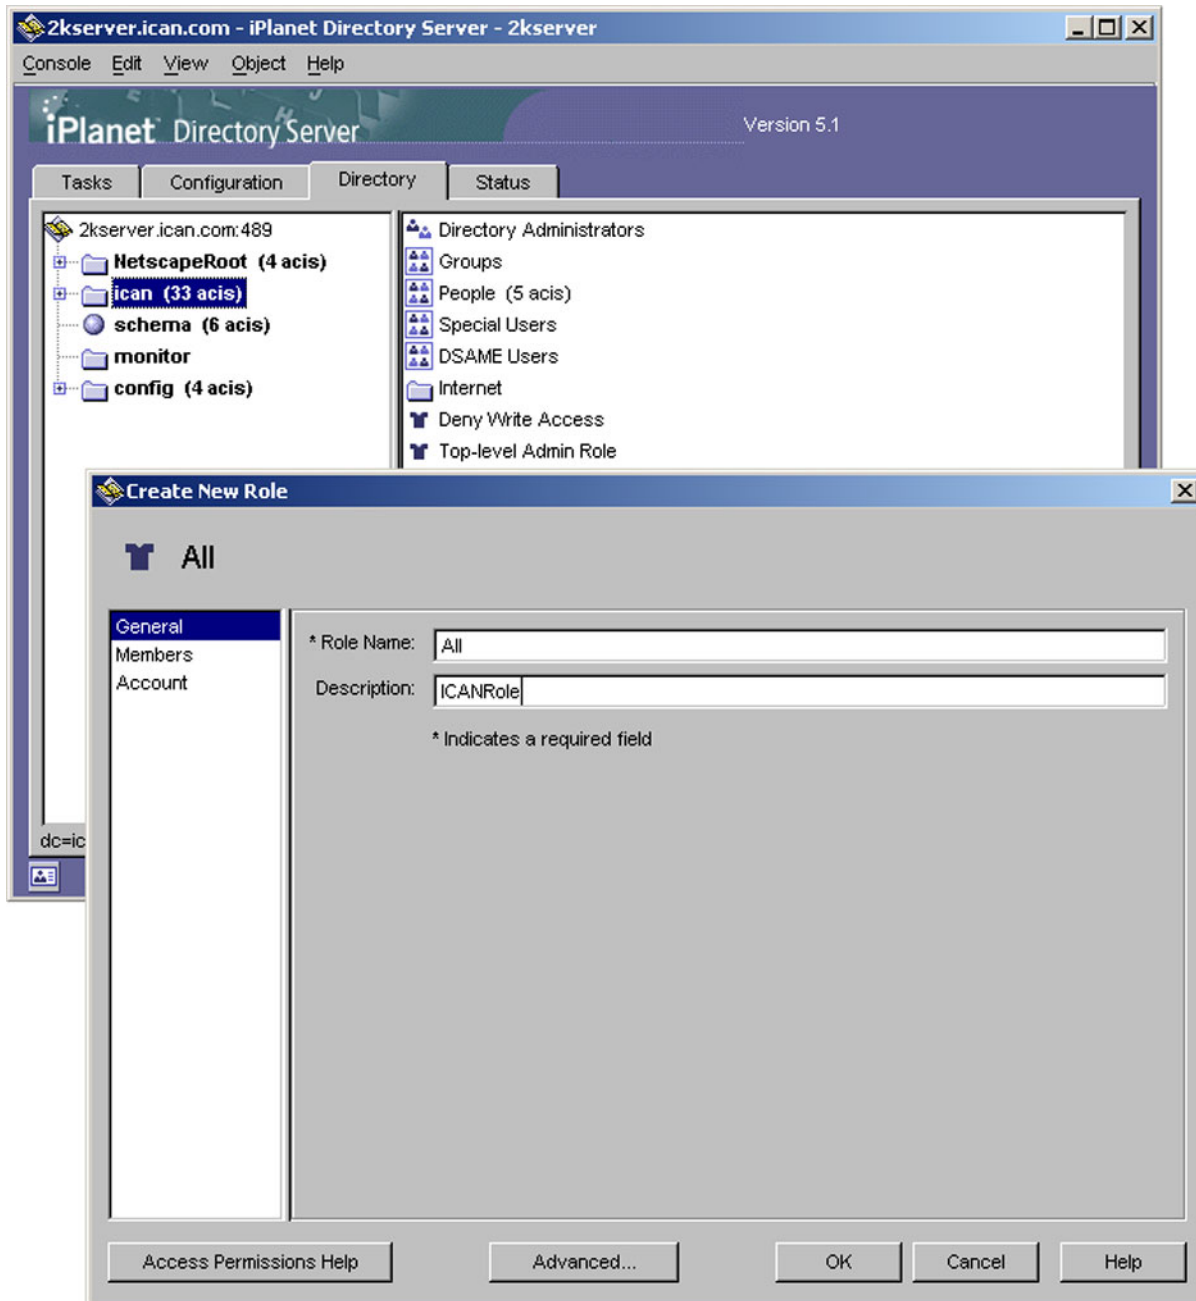 2kserver.ican.com - iPlanet Directory Server - 2kserver
Console Edit View Object Help
iPlanet Directory Server
Version 5.1
Tasks Configuration Directory Status
2kserver.ican.com:489
NetscapeRoot (4 acis)
ican (33 acis)
schema (6 acis)
monitor
config (4 acis)
Directory Administrators
Groups
People (5 acis)
Special Users
DSAME Users
Internet
Deny Write Access
Top-level Admin Role
dc=ic
Create New Role
All
General
Members
Account
* Role Name: All
Description: ICANRole
* Indicates a required field
Access Permissions Help Advanced... OK Cancel Help